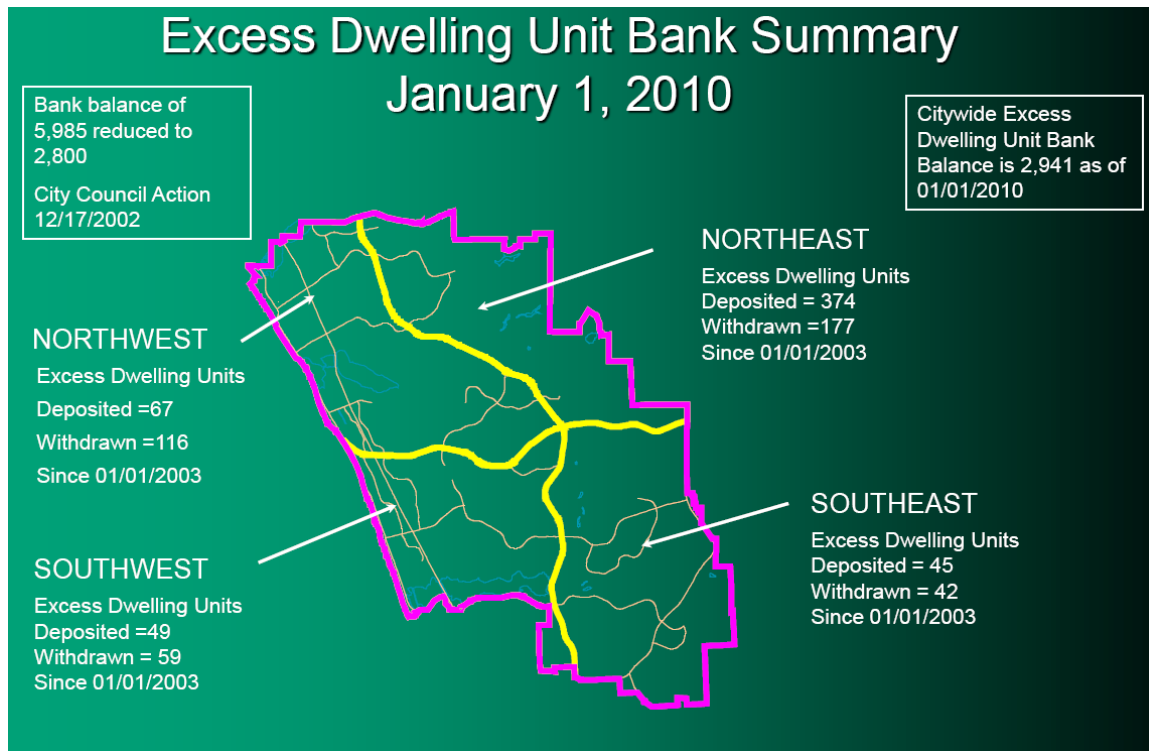 Excess Dwelling Unit Bank Summary
January 1, 2010
Bank balance of
5,985 reduced to
2,800
City Council Action
12/17/2002
Citywide Excess
Dwelling Unit Bank
Balance is 2,941 as of
01/01/2010
NORTHEAST
Excess Dwelling Units
Deposited = 374
Withdrawn =177
Since 01/01/2003
NORTHWEST
Excess Dwelling Units
Deposited =67
Withdrawn =116
Since 01/01/2003
SOUTHEAST
Excess Dwelling Units
Deposited = 45
Withdrawn = 42
Since 01/01/2003
SOUTHWEST
Excess Dwelling Units
Deposited =49
Withdrawn = 59
Since 01/01/2003